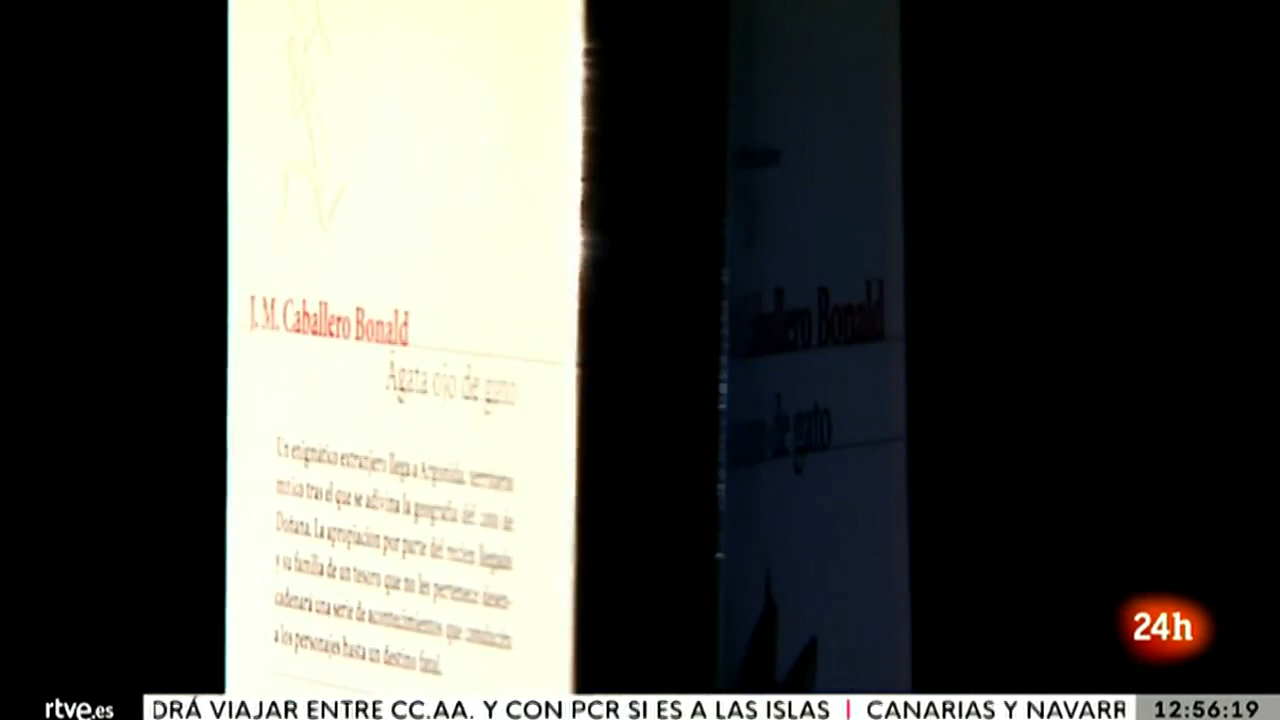 J. M. Caballero Bonald
Ágata ojo de gato
Un enigmático extranjero llega a Argónida, territorio
mítico tras el que se adivina la geografía del coto de
Doñana. La apropiación por parte del recién llegado
y su familia de un tesoro que no les pertenece desen-
cadenará una serie de acontecimientos que conducirán
a los personajes hasta un destino fatal.
Bonald
de gato
24h
rtve.es
DRÁ VIAJAR ENTRE CC.AA. Y CON PCR SI ES A LAS ISLAS | CANARIAS Y NAVARR
12:56:19